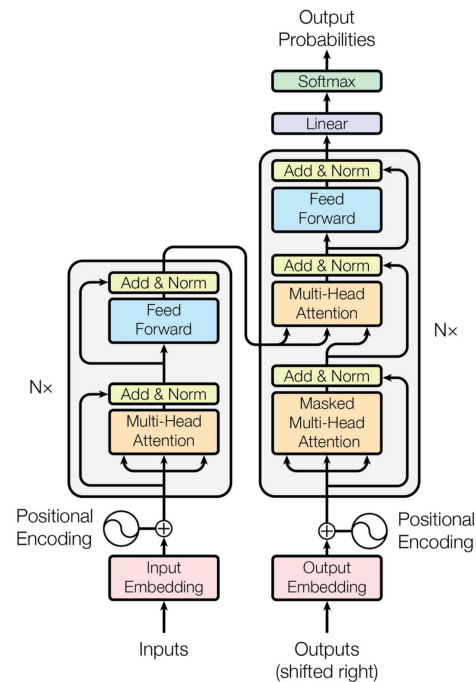 Output
Probabilities
Softmax
Linear
Add & Norm
Feed
Forward
Add & Norm
Multi-Head
Attention
Add & Norm
Masked
Multi-Head
Attention
N×
Add & Norm
Feed
Forward
Add & Norm
Multi-Head
Attention
N×
Positional
Encoding
Positional
Encoding
Input
Embedding
Output
Embedding
Inputs
Outputs
(shifted right)